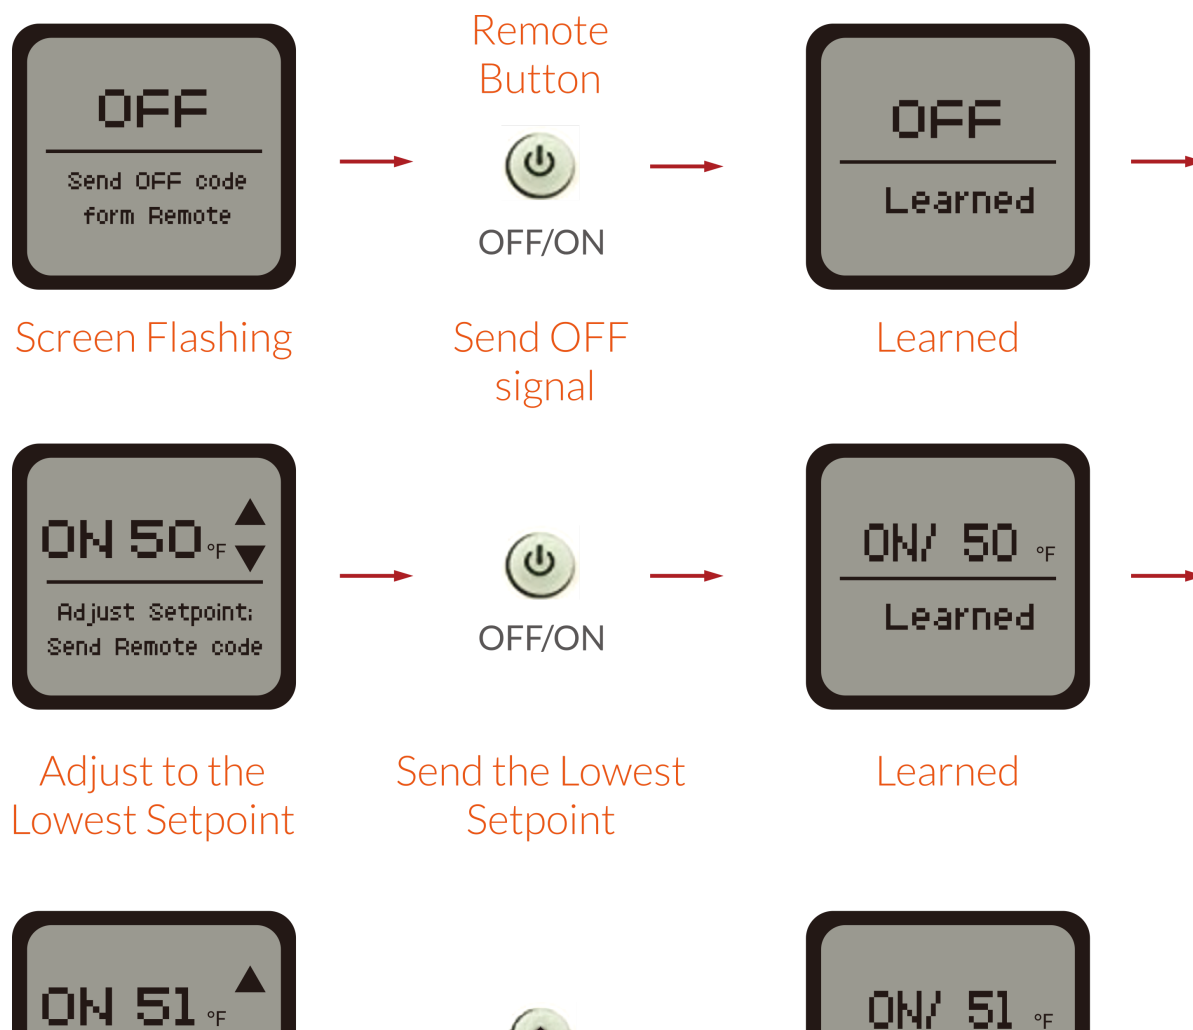 Remote
Button
OFF
Send OFF code
form Remote
OFF/ON
OFF
Learned
Screen Flashing
Send OFF
signal
Learned
ON 50 °F
Adjust Setpoint:
Send Remote code
OFF/ON
ON/ 50 °F
Learned
Adjust to the
Lowest Setpoint
Send the Lowest
Setpoint
Learned
ON 51 °F
ON/ 51 °F